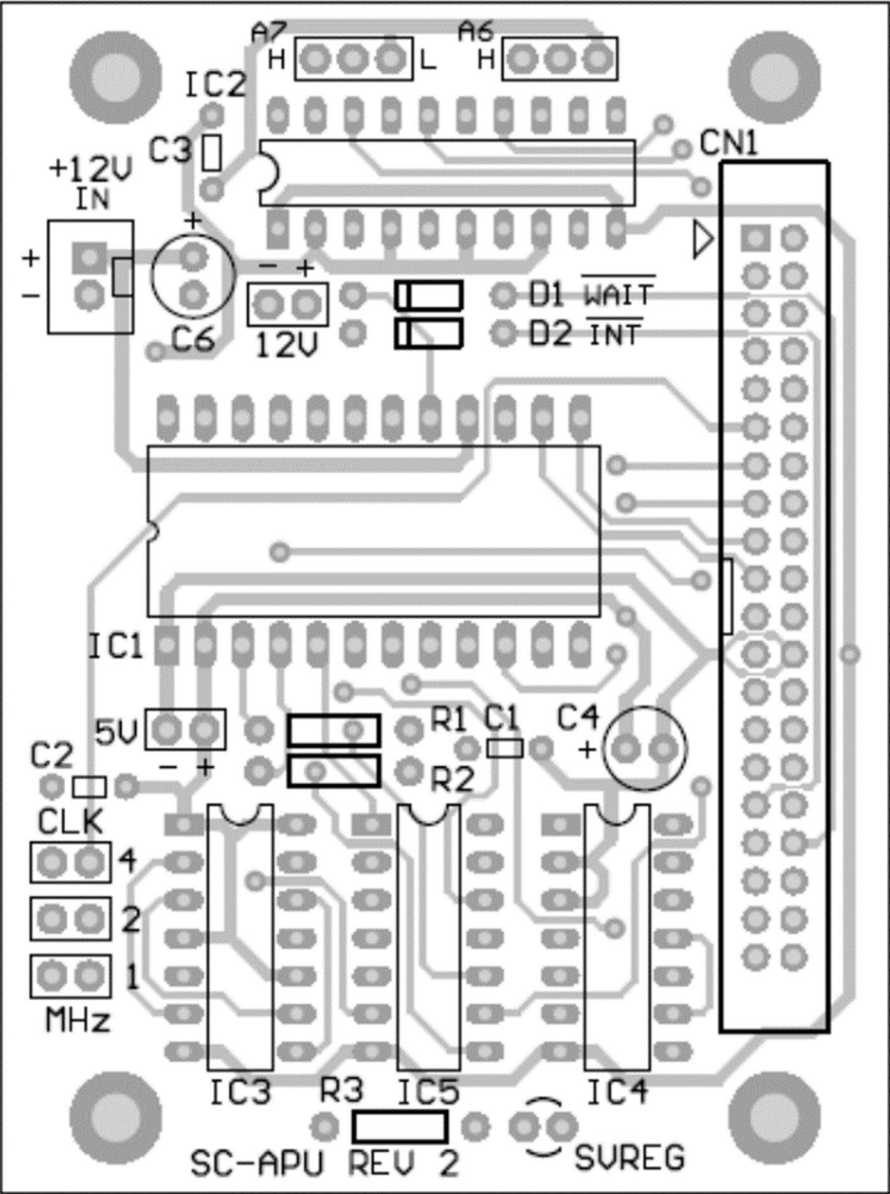 A7 A6
H L H
IC2
C3 CN1
+12V
IN
+
+ - +
- D1 WAIT
C6 12V D2 INT
IC1
5V R1 C1 C4
- + +
C2 R2
CLK
4
2
1
MHz
IC3 R3 IC5 IC4
SC-APU REV 2 SVREG